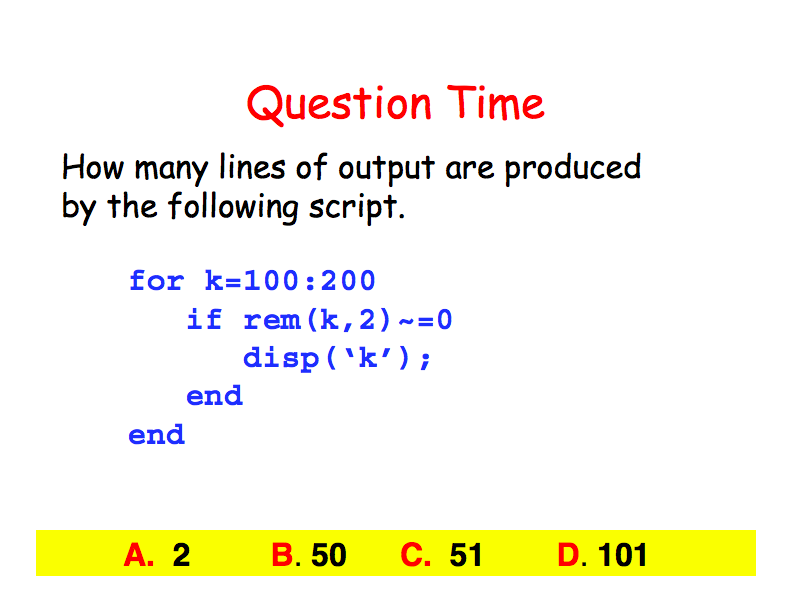 Question Time
How many lines of output are produced
by the following script.
for k=100:200
if rem(k,2)~=0
disp(‘k’);
end
end
A. 2 B. 50 C. 51 D. 101